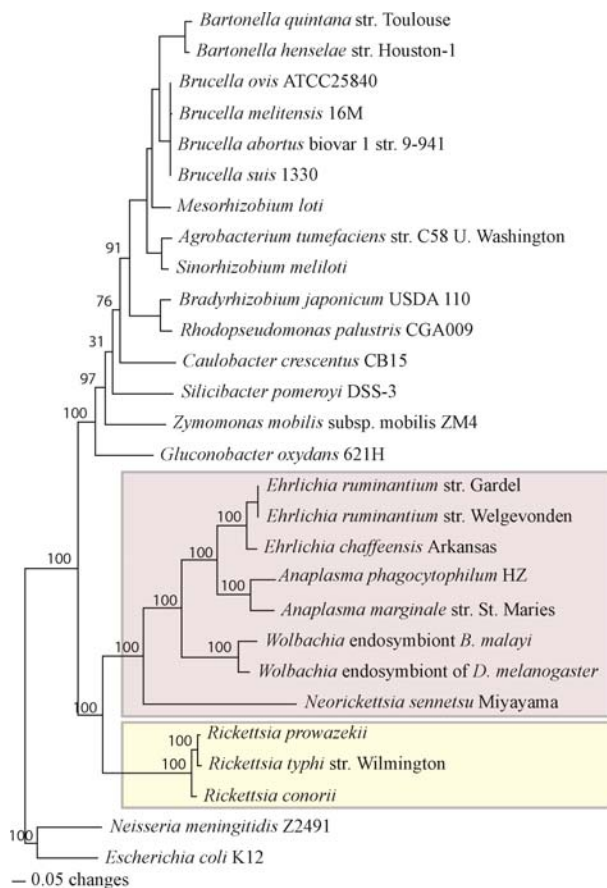 Bartonella quintana str. Toulouse
Bartonella henselae str. Houston-1
Brucella ovis ATCC25840
Brucella melitensis 16M
Brucella abortus biovar 1 str. 9-941
Brucella suis 1330
Mesorhizobium loti
Agrobacterium tumefaciens str. C58 U. Washington
91
Sinorhizobium meliloti
Bradyrhizobium japonicum USDA 110
76
Rhodopseudomonas palustris CGA009
31
Caulobacter crescentus CB15
97
Silicibacter pomeroyi DSS-3
100
Zymomonas mobilis subsp. mobilis ZM4
Gluconobacter oxydans 621H
Ehrlichia ruminantium str. Gardel
Ehrlichia ruminantium str. Welgevonden
100
Ehrlichia chaffeensis Arkansas
100
100
Anaplasma phagocytophilum HZ
100
Anaplasma marginale str. St. Maries
100
Wolbachia endosymbiont B. malayi
100
100
Wolbachia endosymbiont of D. melanogaster
Neorickettsia sennetsu Miyayama
100
Rickettsia prowazekii
100
Rickettsia typhi str. Wilmington
100
Rickettsia conorii
Neisseria meningitidis Z2491
100
Escherichia coli K12
0.05 changes